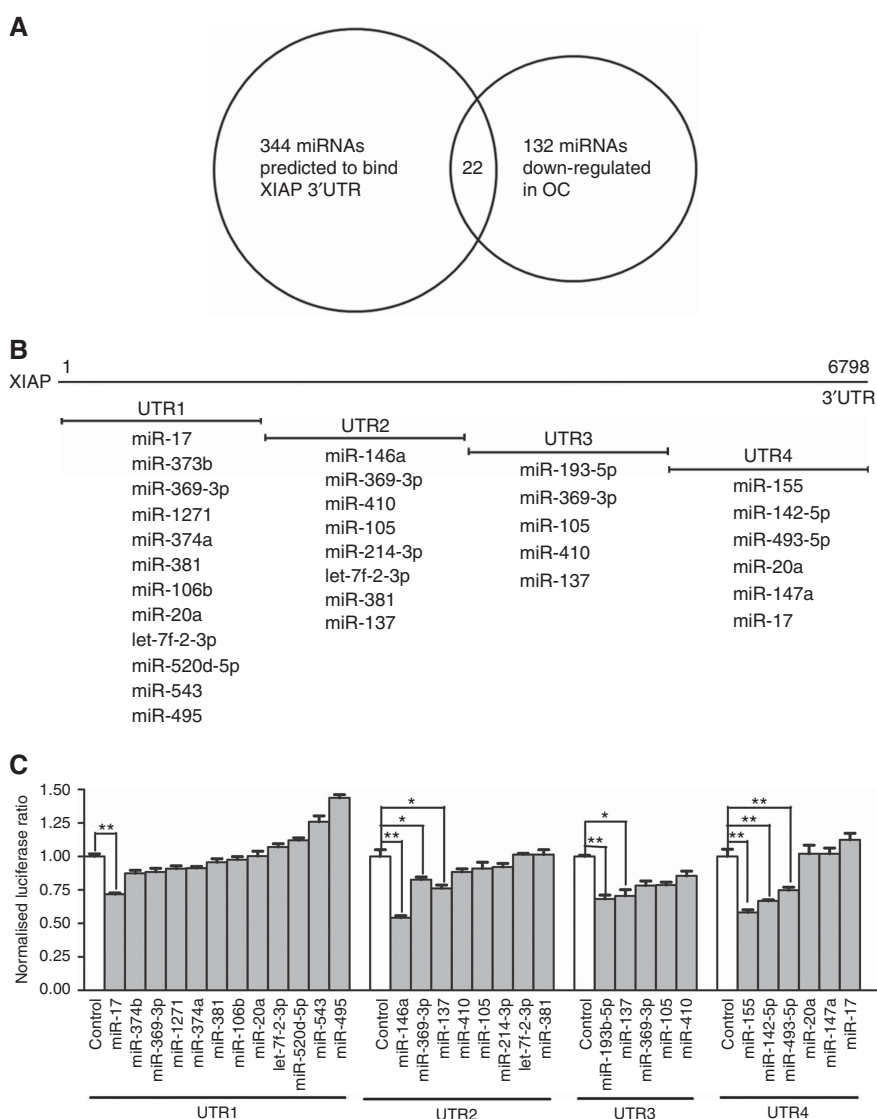 A
344 miRNAs
predicted to bind
XIAP 3′UTR
22
132 miRNAs
down-regulated
in OC
B
1
6798
XIAP
3′UTR
UTR1
miR-17
miR-373b
miR-369-3p
miR-1271
miR-374a
miR-381
miR-106b
miR-20a
let-7f-2-3p
miR-520d-5p
miR-543
miR-495
UTR2
miR-146a
miR-369-3p
miR-410
miR-105
miR-214-3p
let-7f-2-3p
miR-381
miR-137
UTR3
miR-193-5p
miR-369-3p
miR-105
miR-410
miR-137
UTR4
miR-155
miR-142-5p
miR-493-5p
miR-20a
miR-147a
miR-17
C
Normalised luciferase ratio
1.50
1.25
1.00
0.75
0.50
0.25
0.00
**
*
*
**
*
**
**
**
**
Control
miR-17
miR-374b
miR-369-3p
miR-1271
miR-374a
miR-381
miR-106b
miR-20a
let-7f-2-3p
miR-520d-5p
miR-543
miR-495
UTR1
Control
miR-146a
miR-369-3p
miR-137
miR-410
miR-105
miR-214-3p
let-7f-2-3p
miR-381
UTR2
Control
miR-193b-5p
miR-137
miR-369-3p
miR-105
miR-410
UTR3
Control
miR-155
miR-142-5p
miR-493-5p
miR-20a
miR-147a
miR-17
UTR4